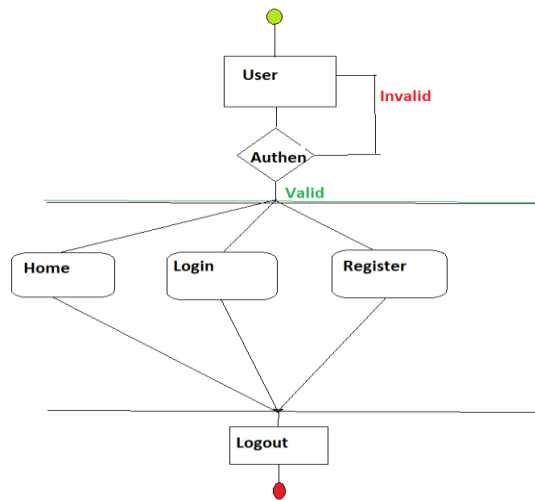 User
Invalid
Authen
Valid
Home
Login
Register
Logout